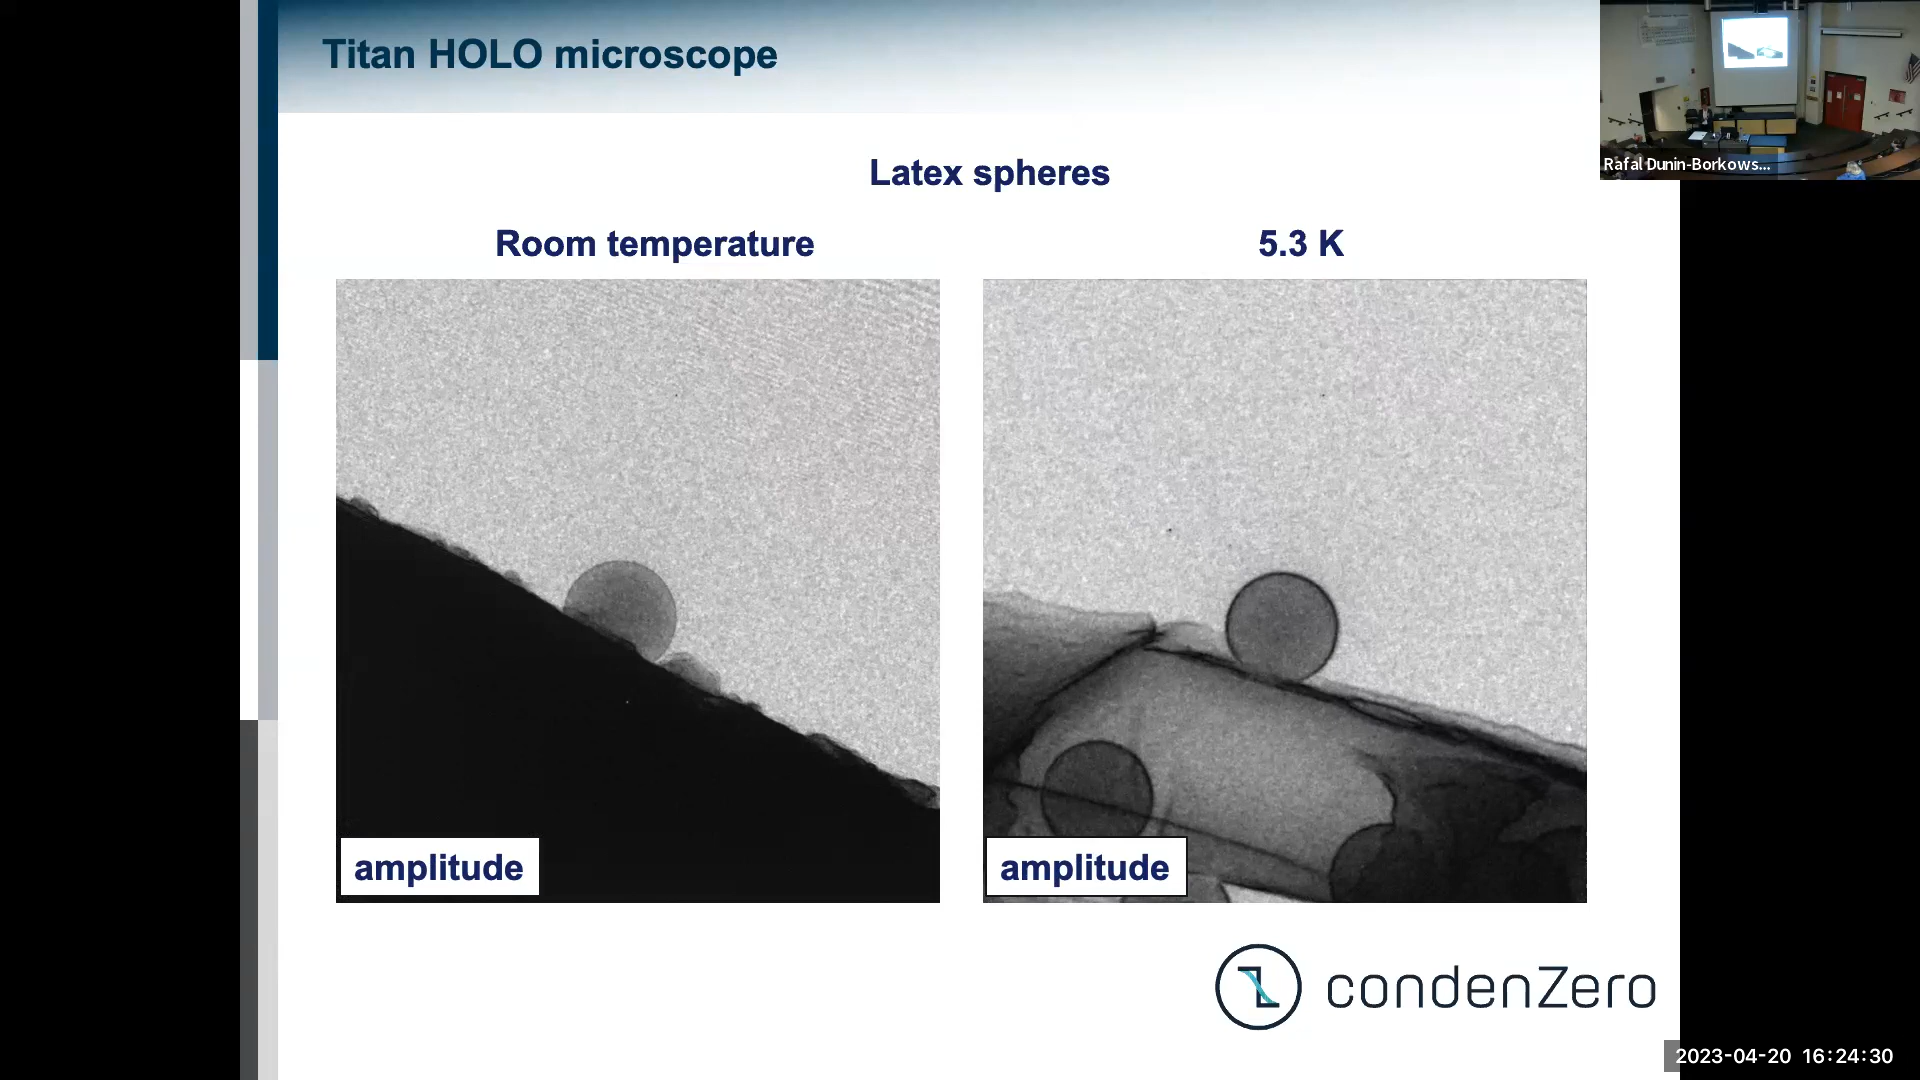 Titan HOLO microscope
Rafal Dunin-Borkows...
Latex spheres
Room temperature
5.3 K
amplitude
amplitude
condenZero
2023-04-20 16:24:30